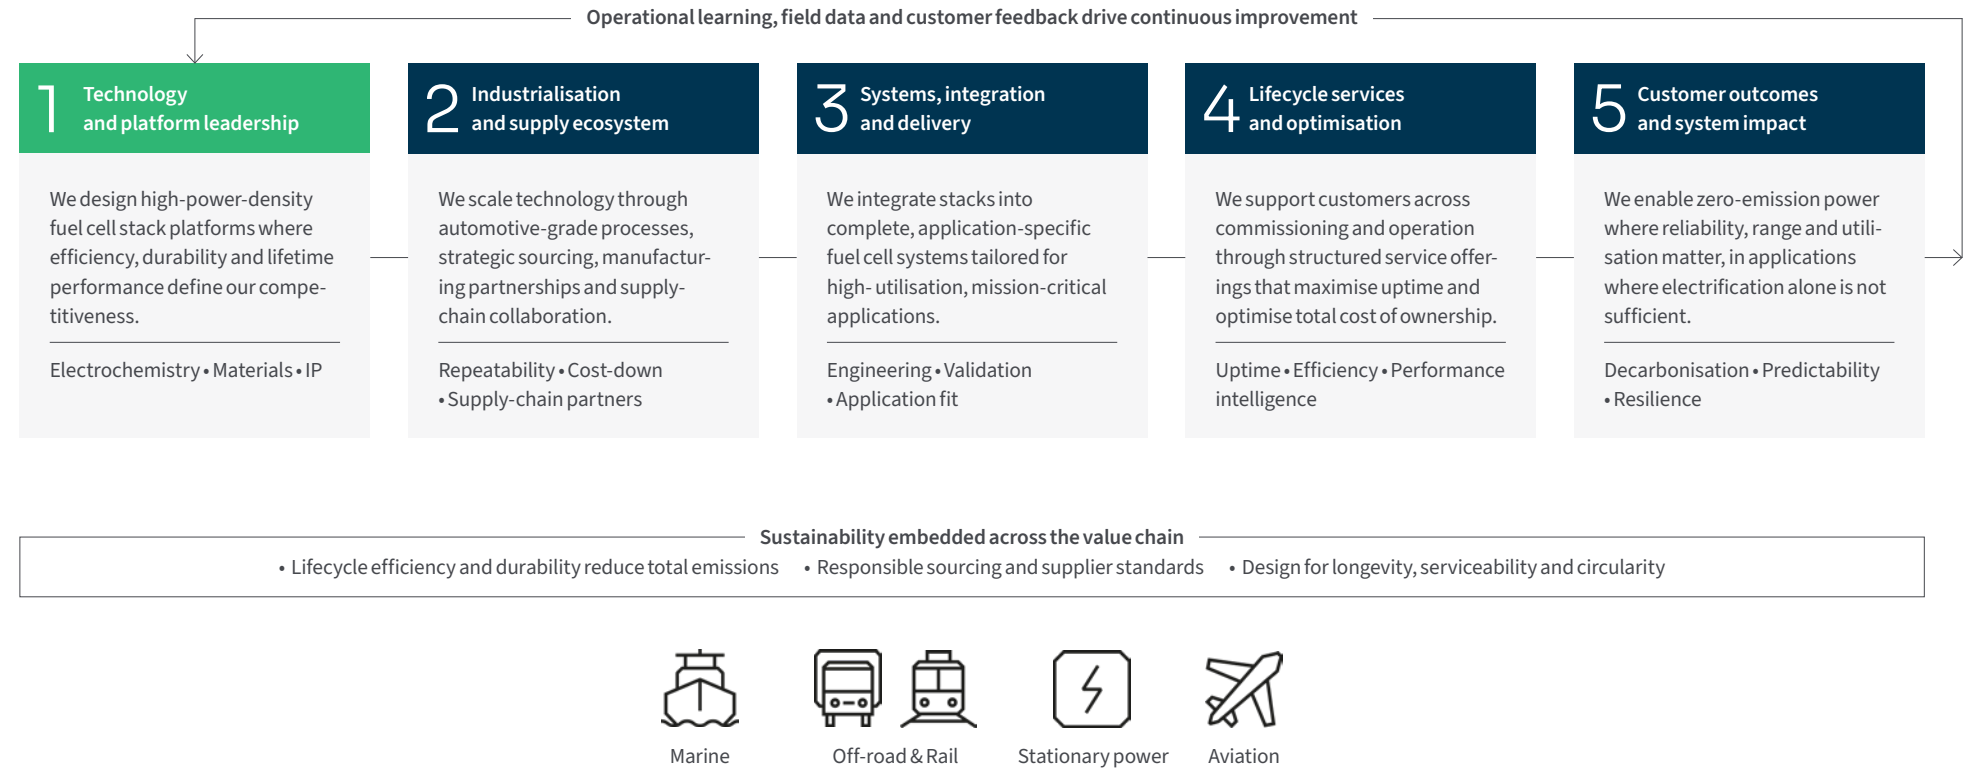 Operational learning, field data and customer feedback drive continuous improvement
1
Technology
and platform leadership
We design high-power-density
fuel cell stack platforms where
efficiency, durability and lifetime
performance define our compe-
titiveness.
Electrochemistry • Materials • IP
2
Industrialisation
and supply ecosystem
We scale technology through
automotive-grade processes,
strategic sourcing, manufactur-
ing partnerships and supply-
chain collaboration.
Repeatability • Cost-down
• Supply-chain partners
3
Systems, integration
and delivery
We integrate stacks into
complete, application-specific
fuel cell systems tailored for
high- utilisation, mission-critical
applications.
Engineering • Validation
• Application fit
4
Lifecycle services
and optimisation
We support customers across
commissioning and operation
through structured service offer-
ings that maximise uptime and
optimise total cost of ownership.
Uptime • Efficiency • Performance
intelligence
5
Customer outcomes
and system impact
We enable zero-emission power
where reliability, range and utili-
sation matter, in applications
where electrification alone is not
sufficient.
Decarbonisation • Predictability
• Resilience
Sustainability embedded across the value chain
• Lifecycle efficiency and durability reduce total emissions • Responsible sourcing and supplier standards • Design for longevity, serviceability and circularity
Marine
Off-road & Rail
Stationary power
Aviation